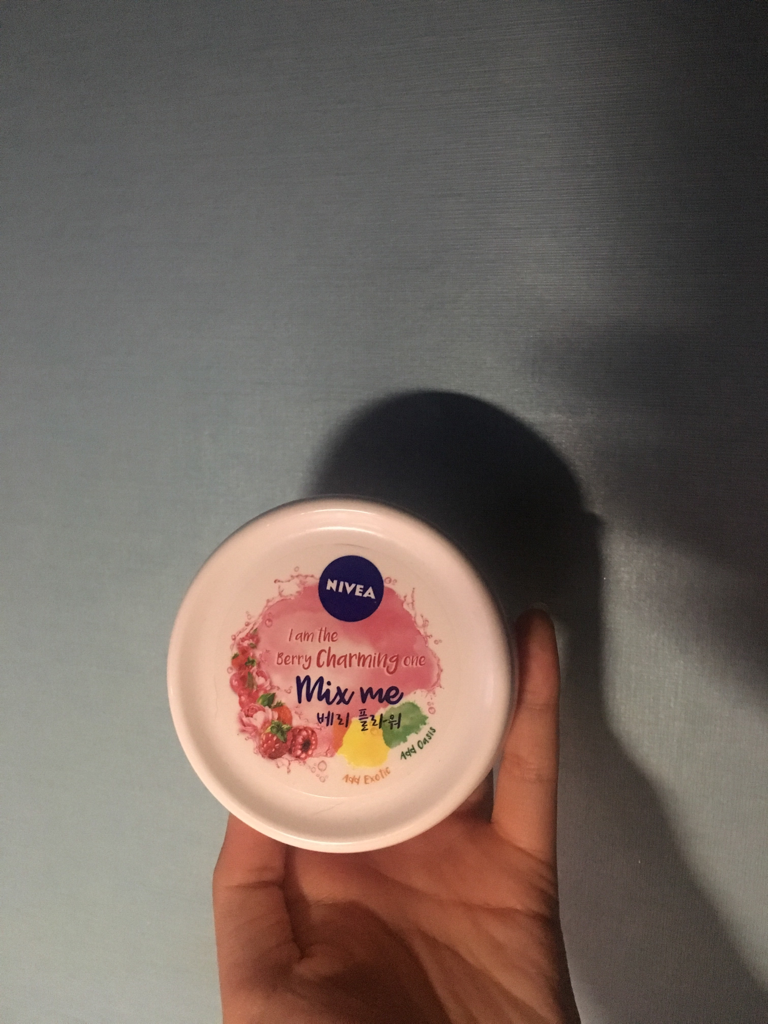 NIVEA
I am the
Berry Charming one
Mix me
베리 플라워
Add Exotic
Add Oasis